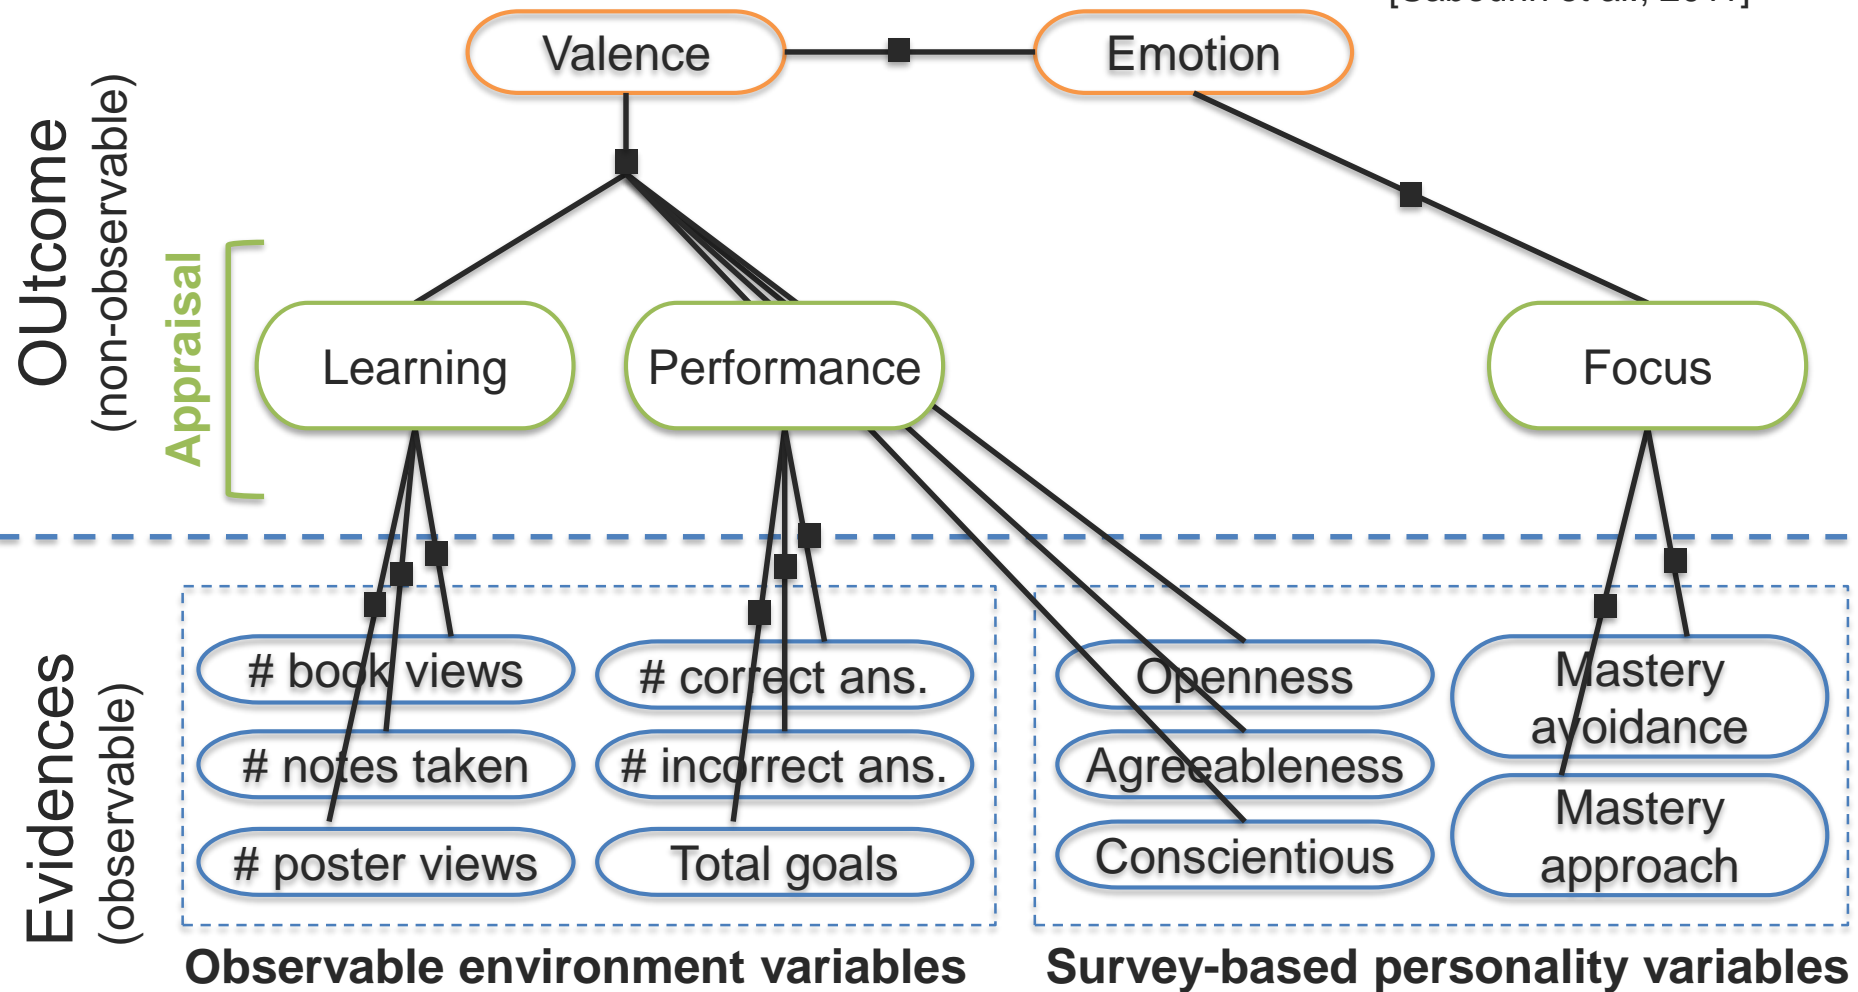 Valence
Emotion
OUtcome
(non-observable)
Appraisal
Learning
Performance
Focus
Evidences
(observable)
# book views
# correct ans.
Openness
Mastery
avoidance
# notes taken
# incorrect ans.
Agreeableness
# poster views
Total goals
Conscientious
Mastery
approach
Observable environment variables
Survey-based personality variables